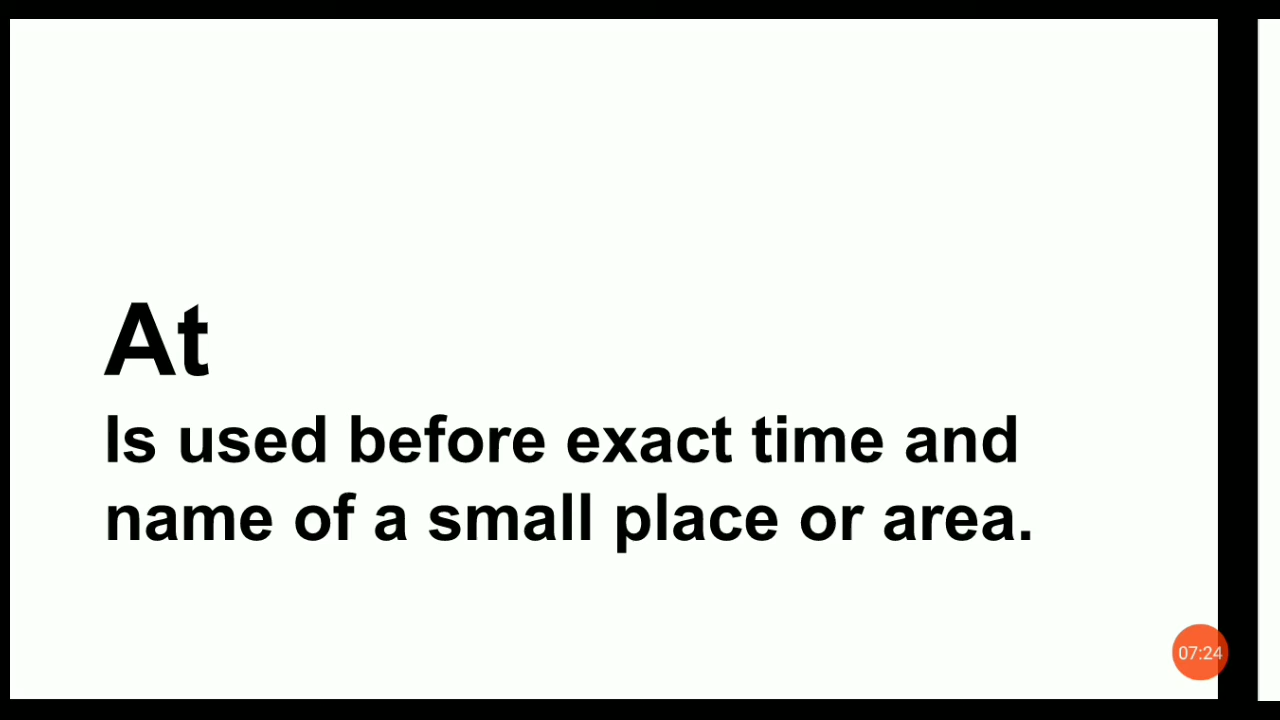 At
Is used before exact time and
name of a small place or area.
07:24